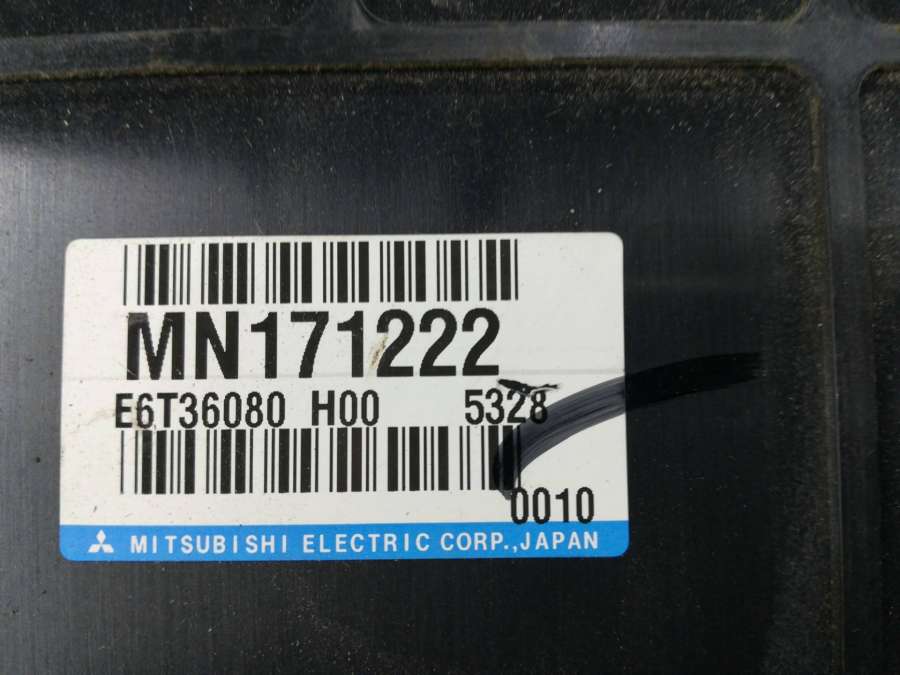 MN171222
E6T36080 H00 5328
0010
MITSUBISHI ELECTRIC CORP.,JAPAN